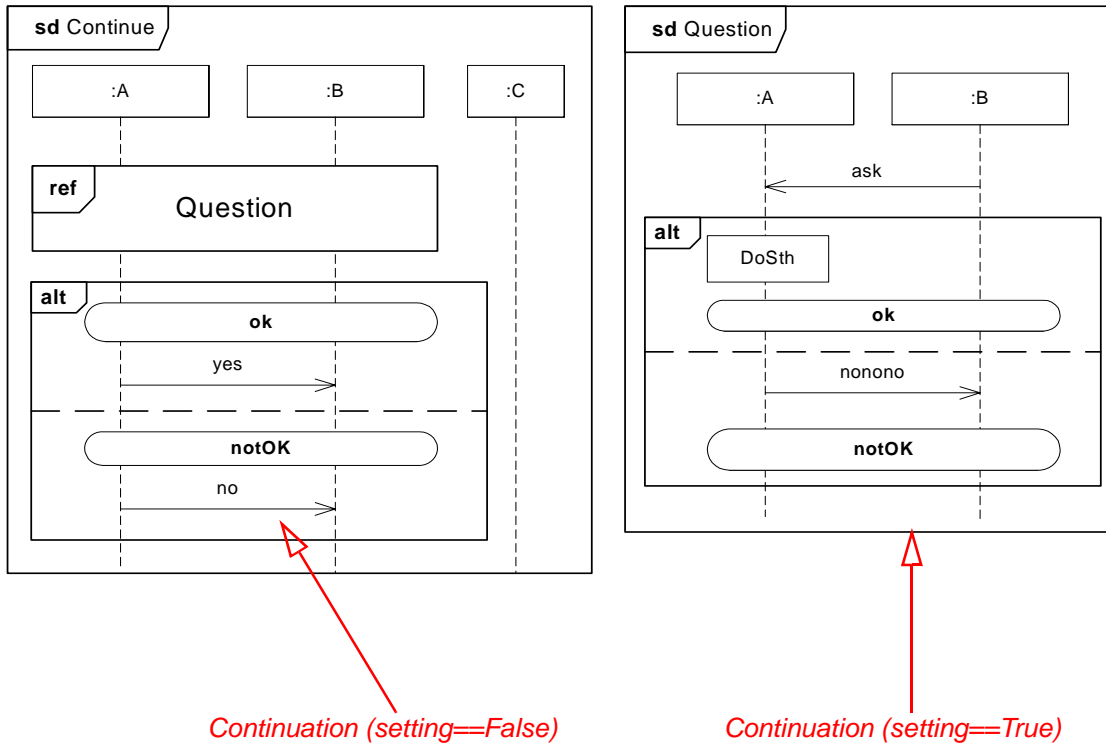 sd Continue
:A
:B
:C
ref
Question
alt
ok
yes
notOK
no
Continuation (setting==False)
sd Question
:A
:B
ask
alt
DoSth
ok
nonono
notOK
Continuation (setting==True)